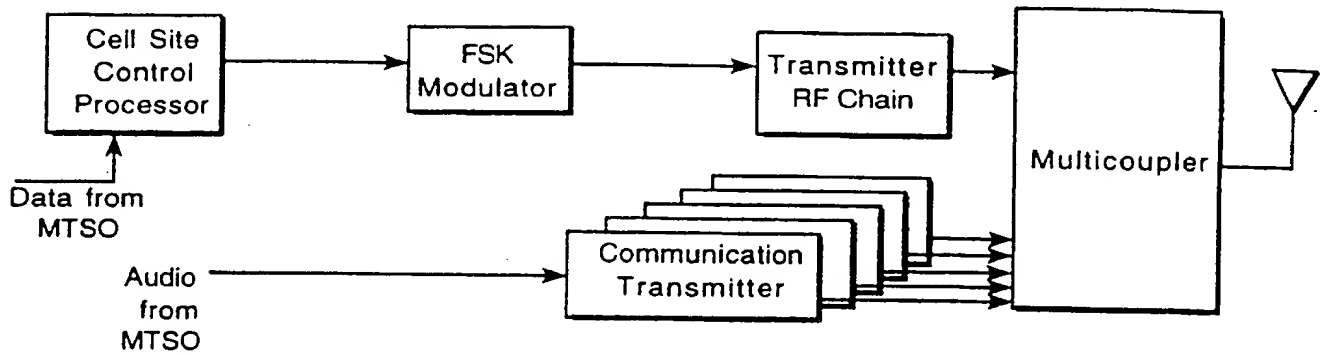 Cell Site
Control
Processor
FSK
Modulator
Transmitter
RF Chain
Multicoupler
Data from
MTSO
Communication
Transmitter
Audio
from
MTSO